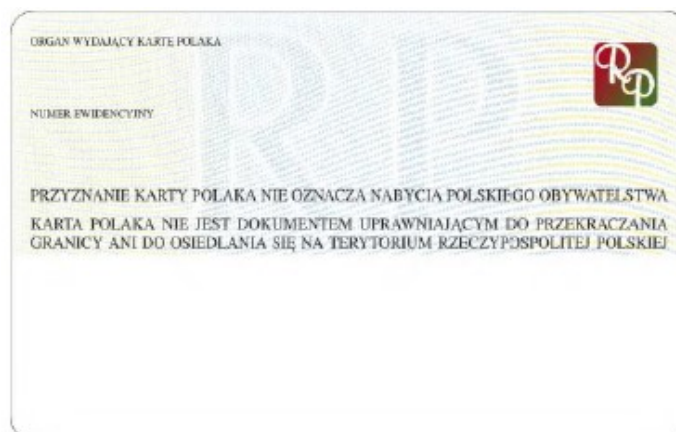 ORGAN WYDAJĄCY KARTĘ POLAKA
RP
NUMER EWIDENCYJNY
PRZYZNANIE KARTY POLAKA NIE OZNACZA NABYCIA POLSKIEGO OBYWATELSTWA
KARTA POLAKA NIE JEST DOKUMENTEM UPRAWNIAJĄCYM DO PRZEKRACZANIA
GRANICY ANI DO OSIEDLANIA SIĘ NA TERYTORIUM RZECZYPOSPOLITEJ POLSKIEJ